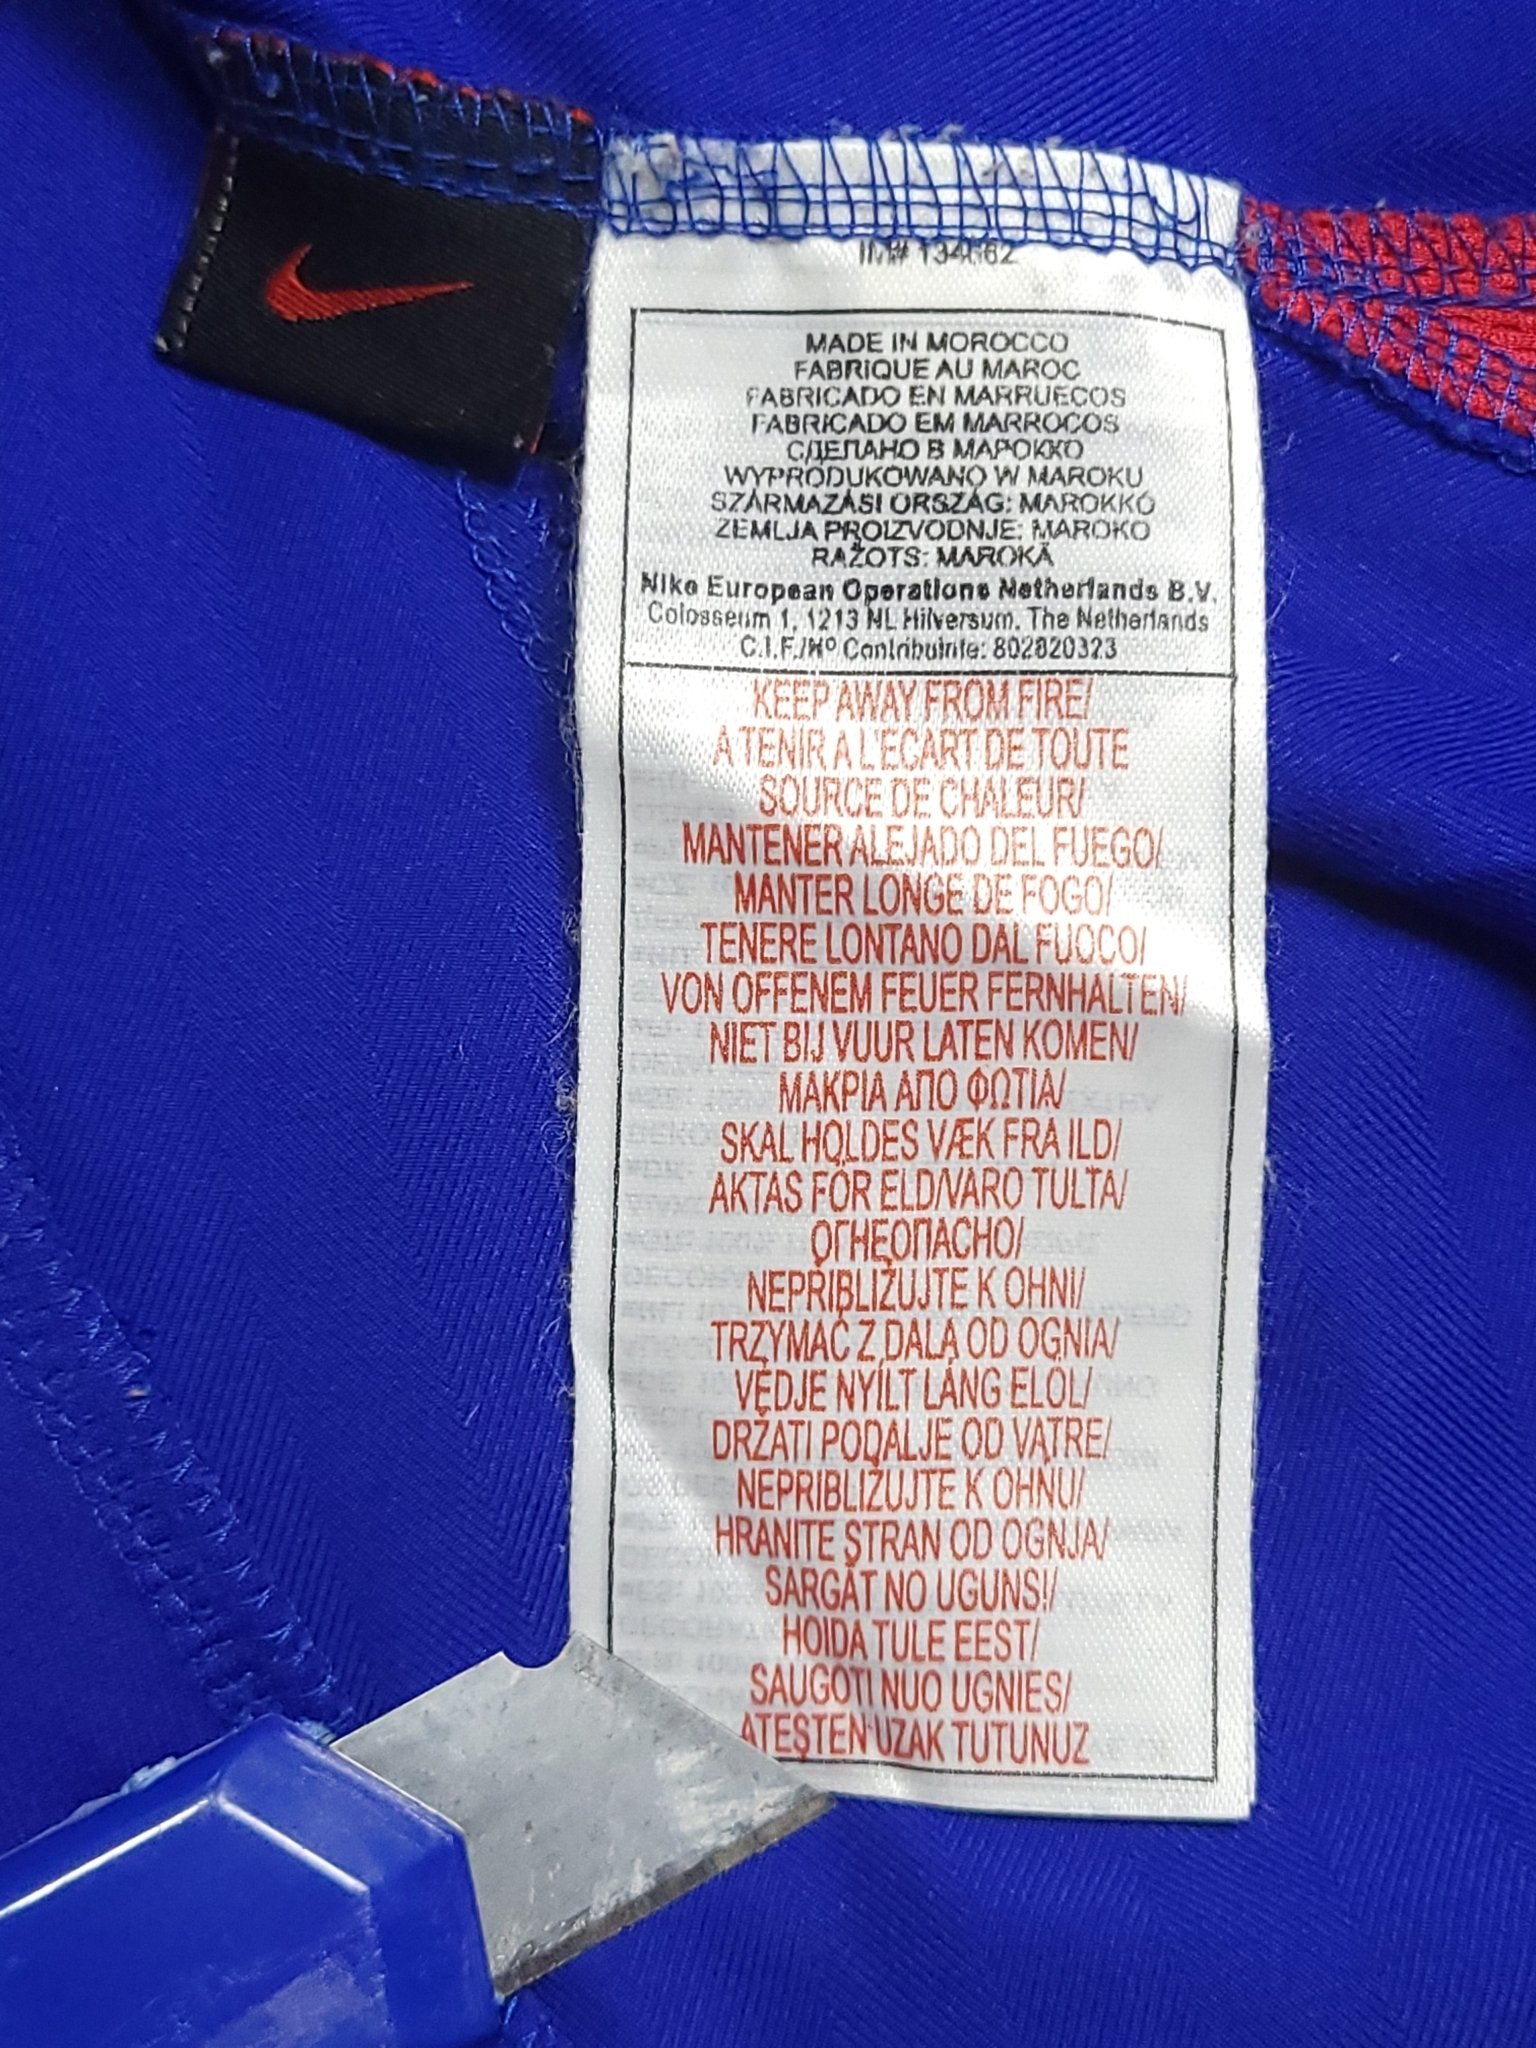 MADE IN MOROCCO
FABRIQUE AU MAROC
FABRICADO EN MARRUECOS
FABRICADO EM MARROCOS
СДЕЛАНО В МАРОККО
WYPRODUKOWANO W MAROKU
SZÁRMAZÁSI ORSZÁG: MAROKKÓ
ZEMLJA PROIZVODNJE: MAROKO
RAŽOTS: MAROKĀ
Nike European Operations Netherlands B.V.
Colosseum 1, 1213 NL Hilversum. The Netherlands
C.I.F./Nº Contribuinte: 802820323
KEEP AWAY FROM FIRE/
A TENIR A L'ECART DE TOUTE
SOURCE DE CHALEUR/
MANTENER ALEJADO DEL FUEGO/
MANTER LONGE DE FOGO/
TENERE LONTANO DAL FUOCO/
VON OFFENEM FEUER FERNHALTEN/
NIET BIJ VUUR LATEN KOMEN/
ΜΑΚΡΙΑ ΑΠΟ ΦΩΤΙΑ/
SKAL HOLDES VÆK FRA ILD/
AKTAS FÖR ELD/VARO TULTA/
ОГНЕОПАСНО/
NEPŘIBLIŽUJTE K OHNI/
TRZYMAĆ Z DALA OD OGNIA/
VÉDJE NYÍLT LÁNG ELÖL/
DRŽATI PODALJE OD VATRE/
NEPRIBLIŽUJTE K OHŇU/
HRANITE STRAN OD OGNJA/
SARGĀT NO UGUNS!/
HOIDA TULE EEST/
SAUGOTI NUO UGNIES/
ATEŞTEN UZAK TUTUNUZ